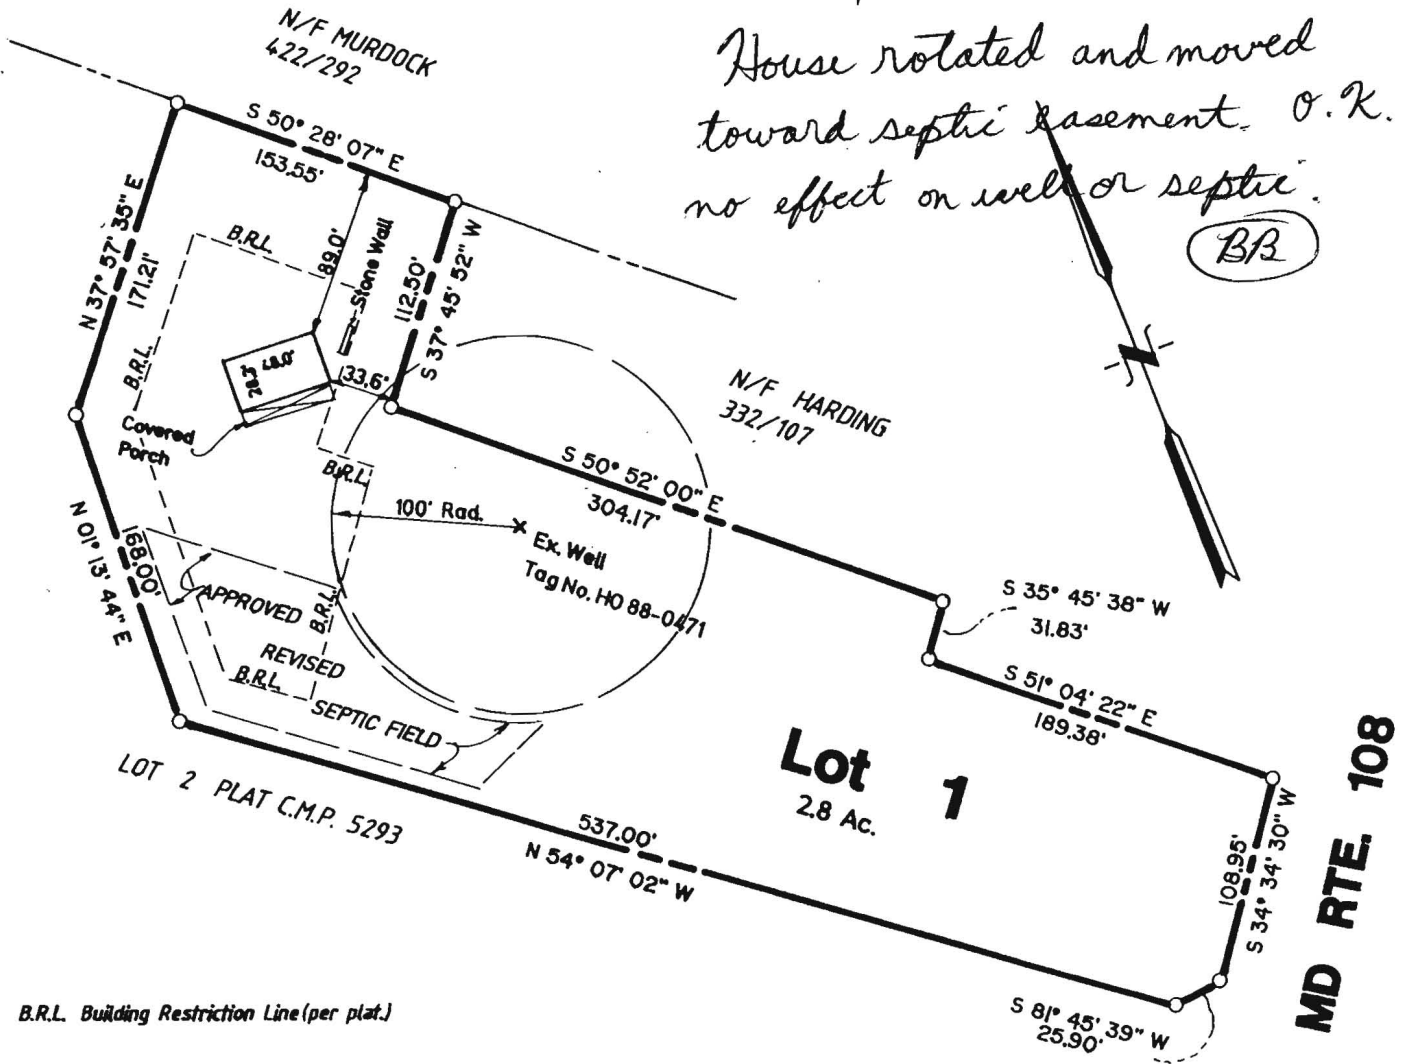 N/F MURDOCK
422/292
House rotated and moved
toward septic easement. O.K.
no effect on well or septic.
BB
S 50° 28' 07" E
153.55'
N 37° 57' 35" E
171.21'
B.R.L.
89.0'
Stone Wall
112.50'
S 37° 45' 52" W
B.R.L.
28.2'
33.6'
N/F HARDING
332/107
Covered
Porch
B.R.L.
S 50° 52' 00" E
304.17'
100' Rad.
Ex. Well
Tag No. HO 88-0471
N 01° 13' 44" E
168.00'
APPROVED
REVISED
SEPTIC FIELD
B.R.L.
B.R.L.
S 35° 45' 38" W
31.83'
S 51° 04' 22" E
189.38'
LOT 2 PLAT C.M.P. 5293
Lot 1
2.8 Ac.
537.00'
N 54° 07' 02" W
108.95'
S 34° 34' 30" W
MD RTE. 108
S 81° 45' 39" W
25.90'
B.R.L. Building Restriction Line (per plat.)